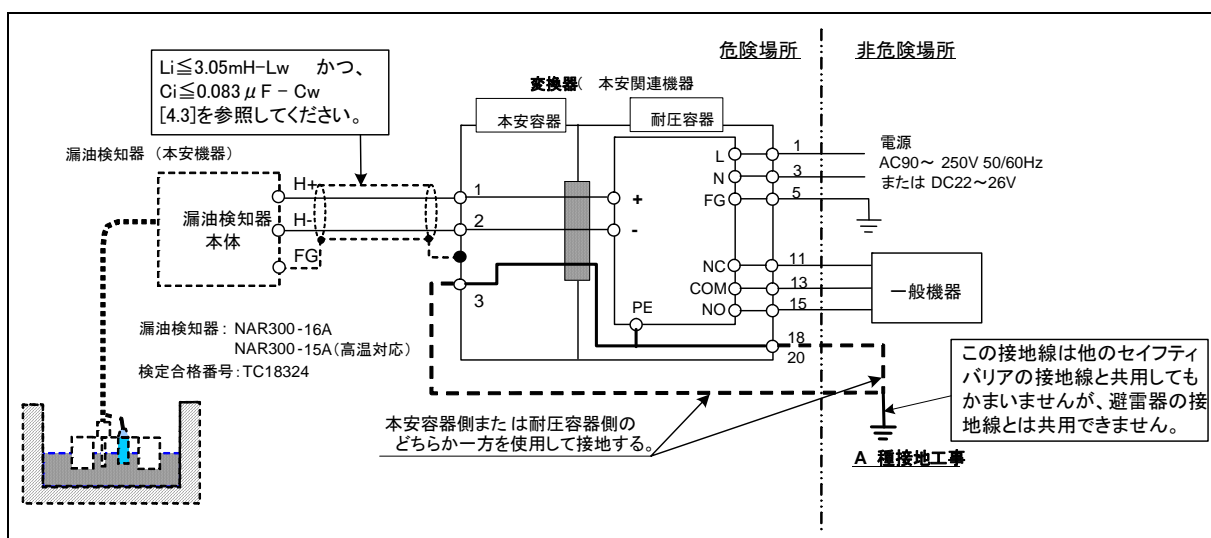 危険場所
非危険場所
Li≦3.05mH-Lw かつ、
Ci≦0.083μF - Cw
[4.3]を参照してください。
変換器( 本安関連機器
本安容器
耐圧容器
漏油検知器 (本安機器)
漏油検知器
本体
H+
H-
FG
1
2
3
+
-
PE
L
N
FG
NC
COM
NO
1
3
5
11
13
15
18
20
電源
AC90~ 250V 50/60Hz
または DC22~26V
一般機器
漏油検知器: NAR300-16A
NAR300-15A(高温対応)
検定合格番号:TC18324
本安容器側または耐圧容器側の
どちらか一方を使用して接地する。
この接地線は他のセイフティ
バリアの接地線と共用しても
かまいませんが、避雷器の接
地線とは共用できません。
A 種接地工事